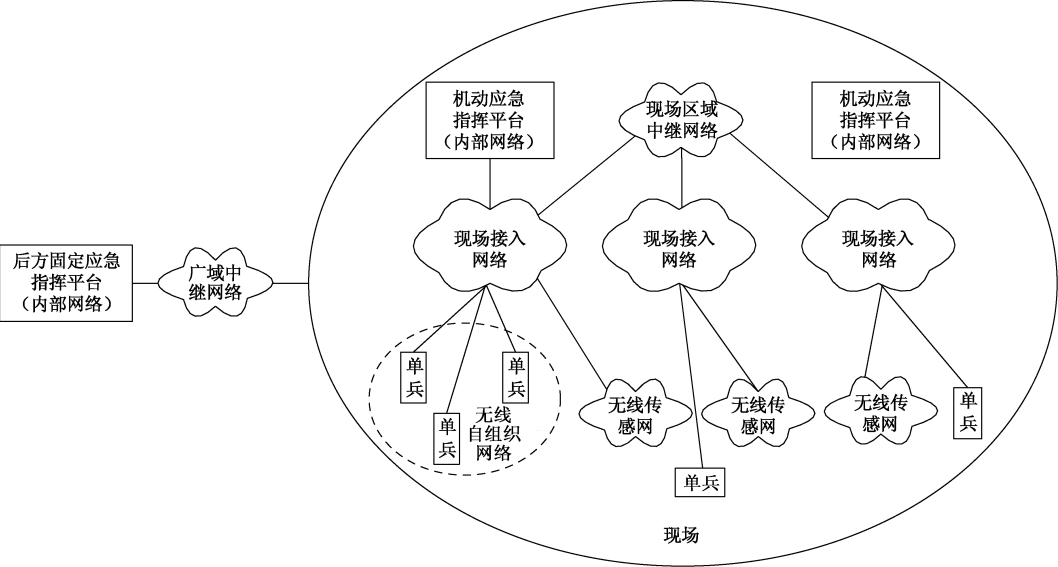 机动应急
指挥平台
（内部网络）
现场区域
中继网络
机动应急
指挥平台
（内部网络）
现场接入
网络
现场接入
网络
现场接入
网络
后方固定应急
指挥平台
（内部网络）
广域中
继网络
单
兵
单
兵
单
兵
无线
自组织
网络
无线传
感网
无线传
感网
无线传
感网
单
兵
单兵
现场